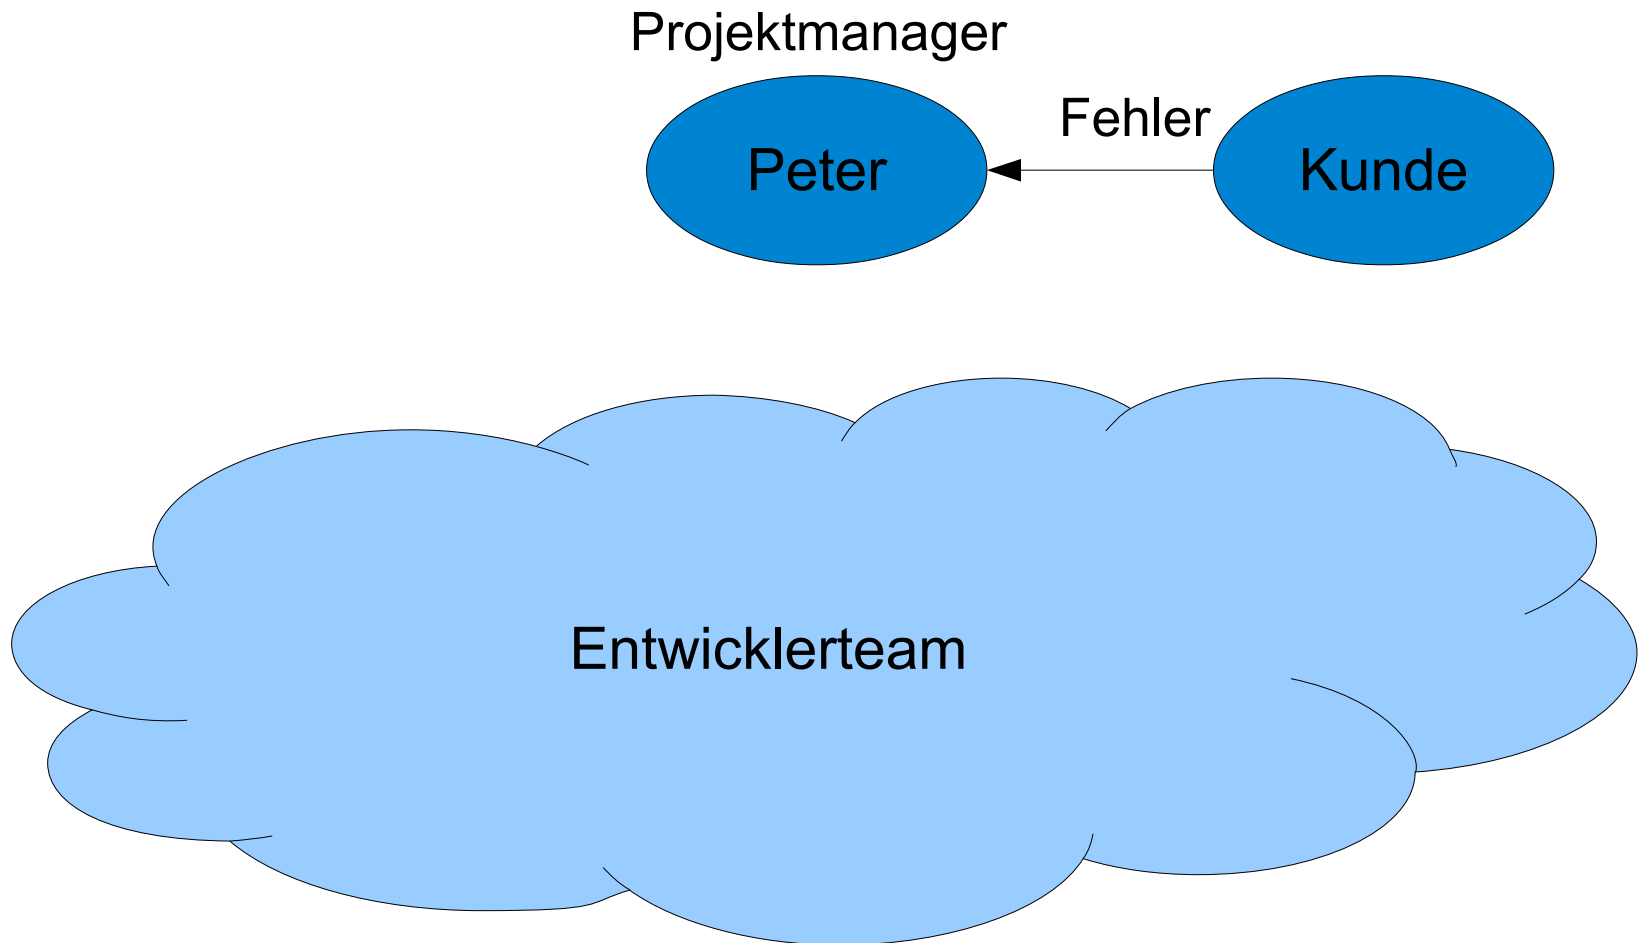 Projektmanager
Fehler
Peter
Kunde
Entwicklerteam